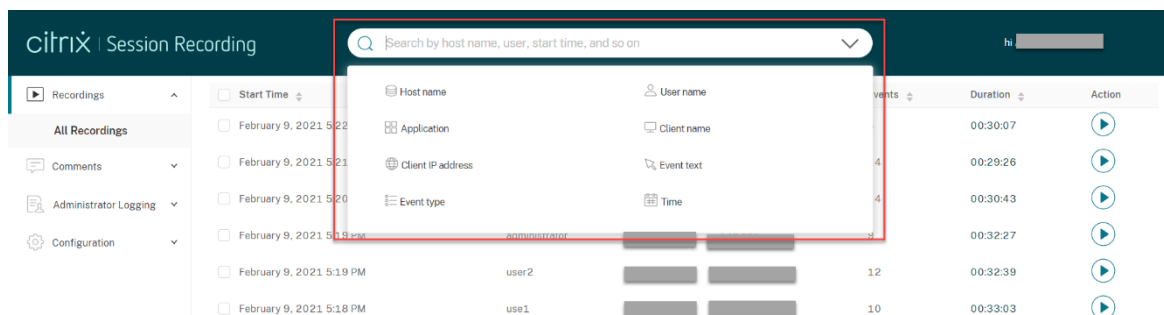 citrix | Session Recording
Search by host name, user, start time, and so on
hi
Recordings
Start Time
Host name
User name
Events
Duration
Action
All Recordings
February 9, 2021 5:22
Application
Client name
00:30:07
Comments
February 9, 2021 5:21
Client IP address
Event text
4
00:29:26
Administrator Logging
February 9, 2021 5:20
Event type
Time
4
00:30:43
Configuration
February 9, 2021 5:19 PM
administrator
8
00:32:27
February 9, 2021 5:19 PM
user2
12
00:32:39
February 9, 2021 5:18 PM
use1
10
00:33:03